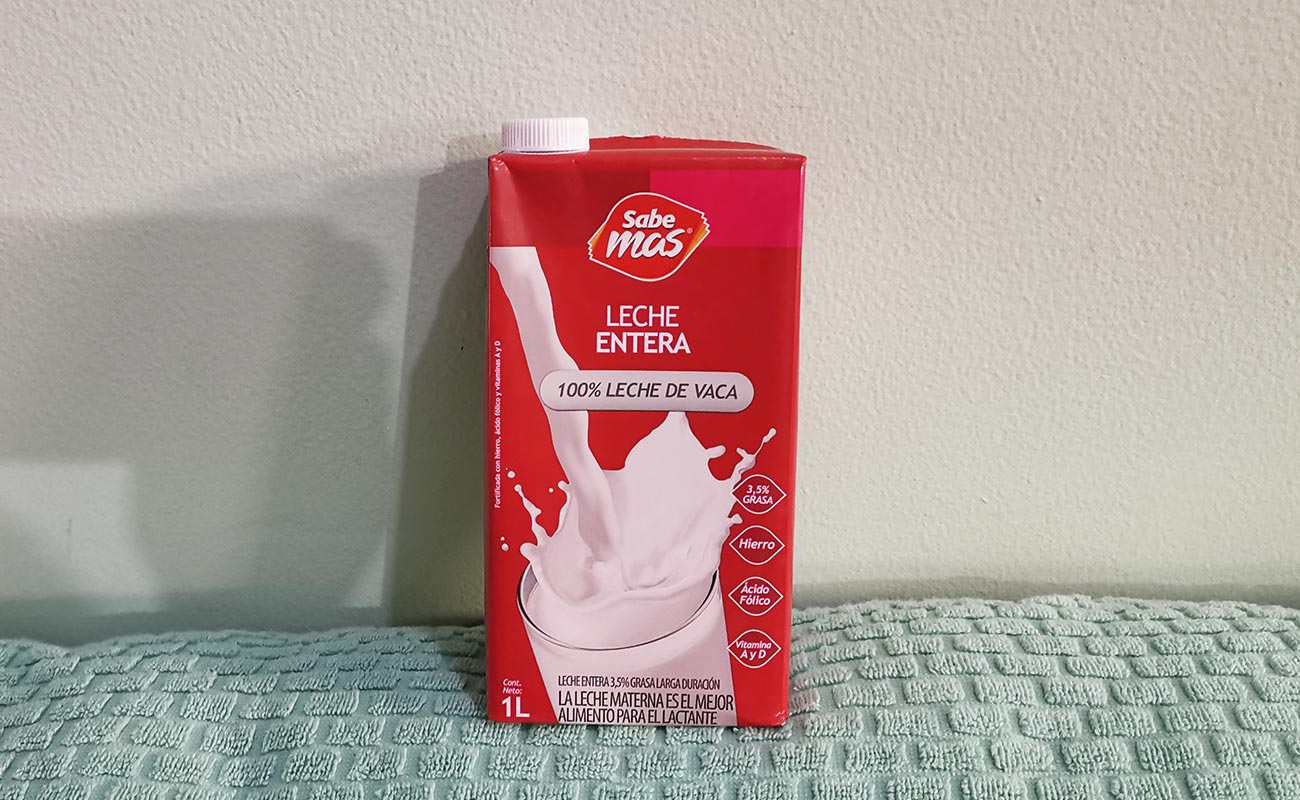 Sabe
mas®
LECHE
ENTERA
100% LECHE DE VACA
Fortificada con hierro, ácido fólico y vitaminas A y D
3,5%
GRASA
Hierro
Ácido
Fólico
Vitamina
A y D
Cont.
Neto:
1L
LECHE ENTERA 3,5% GRASA LARGA DURACIÓN
LA LECHE MATERNA ES EL MEJOR
ALIMENTO PARA EL LACTANTE